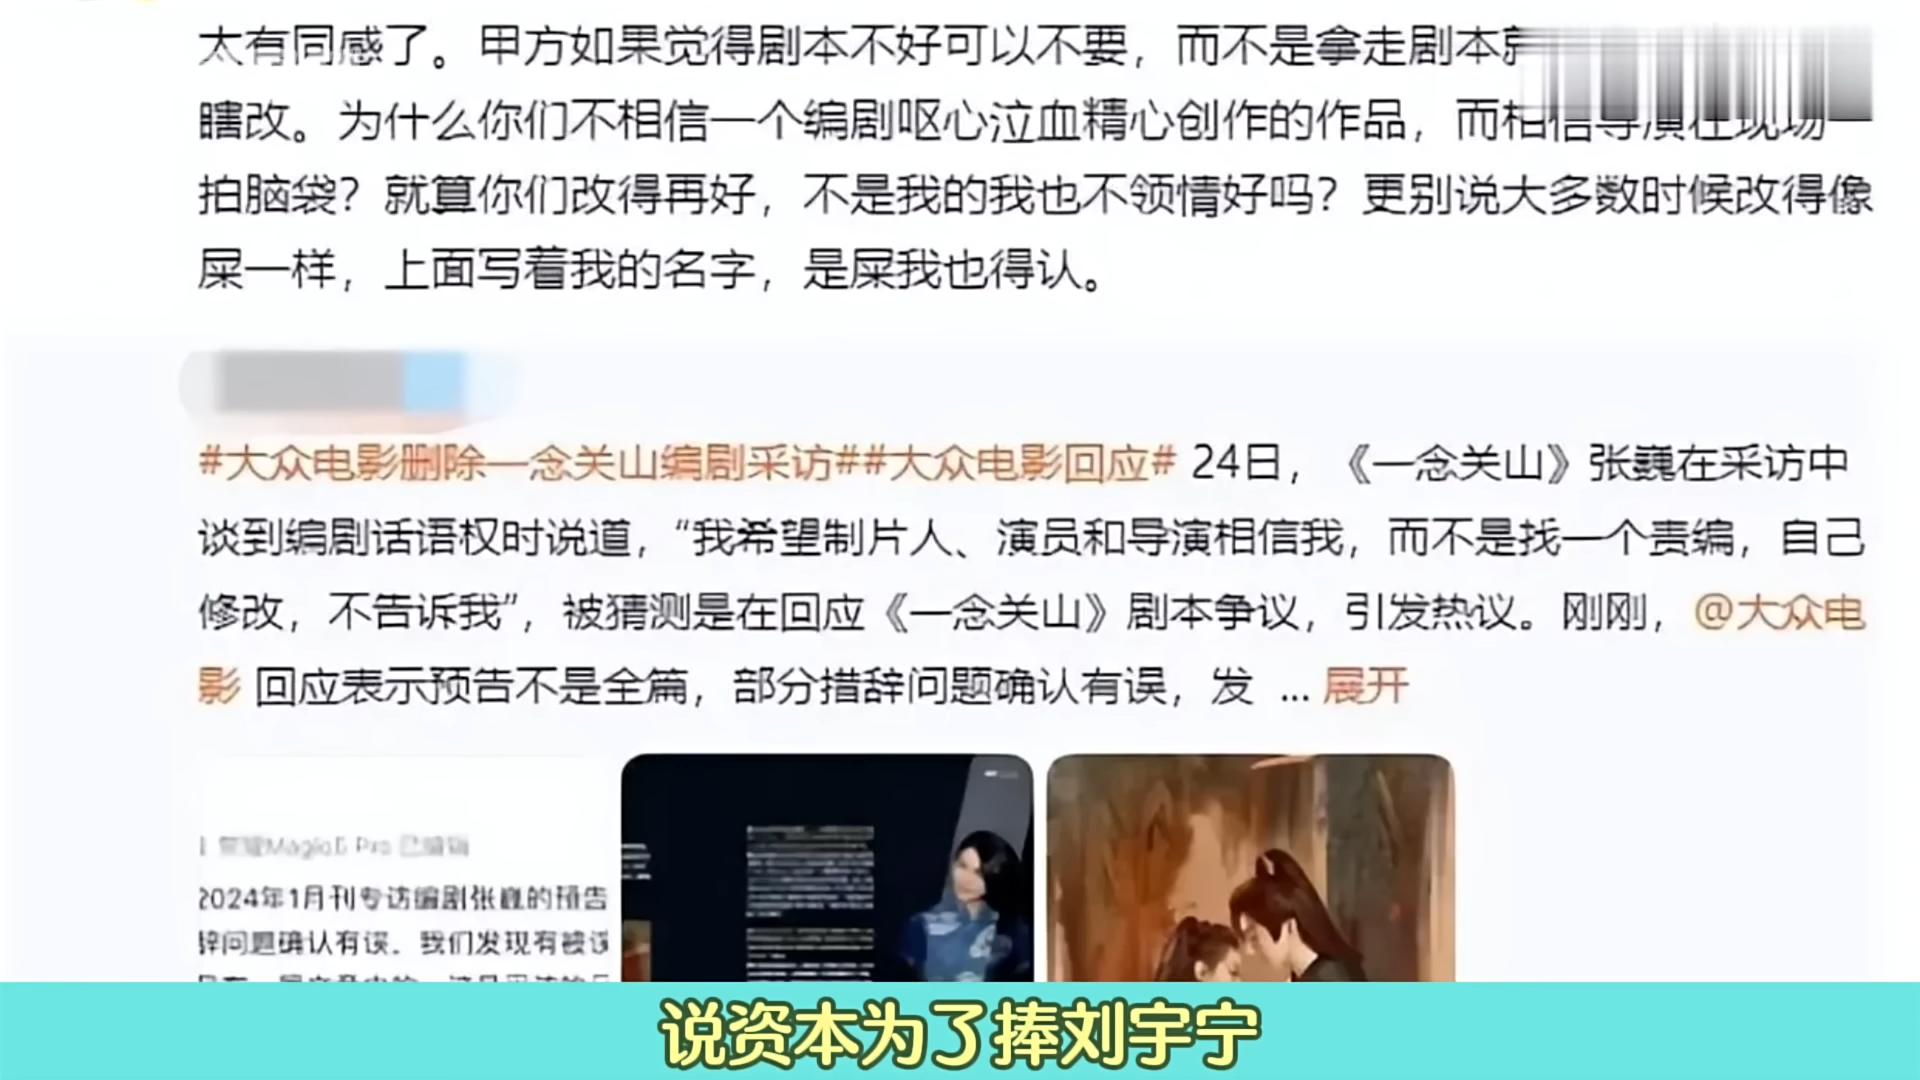 太有同感了。甲方如果觉得剧本不好可以不要，而不是拿走剧本
瞎改。为什么你们不相信一个编剧呕心泣血精心创作的作品，而相信导演在现场
拍脑袋？就算你们改得再好，不是我的我也不领情好吗？更别说大多数时候改得像
屎一样，上面写着我的名字，是屎我也得认。
#大众电影删除一念关山编剧采访##大众电影回应# 24日，《一念关山》张巍在采访中
谈到编剧话语权时说道，“我希望制片人、演员和导演相信我，而不是找一个责编，自己
修改，不告诉我”，被猜测是在回应《一念关山》剧本争议，引发热议。刚刚，@大众电
影 回应表示预告不是全篇，部分措辞问题确认有误，发 ... 展开
荣耀Magic5 Pro 已编辑
2024年1月刊专访编剧张巍的预告
辞问题确认有误。我们发现有被误
说资本为了捧刘宇宁